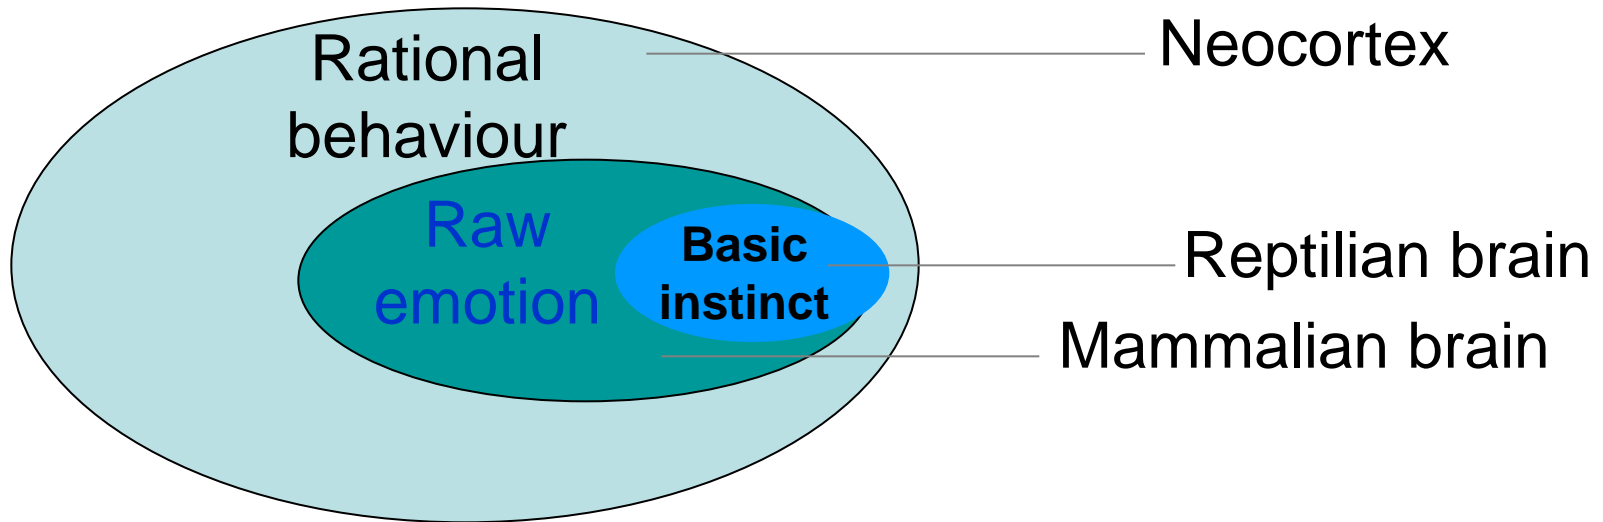 Rational
behaviour
Neocortex
Raw
emotion
Basic
instinct
Reptilian brain
Mammalian brain